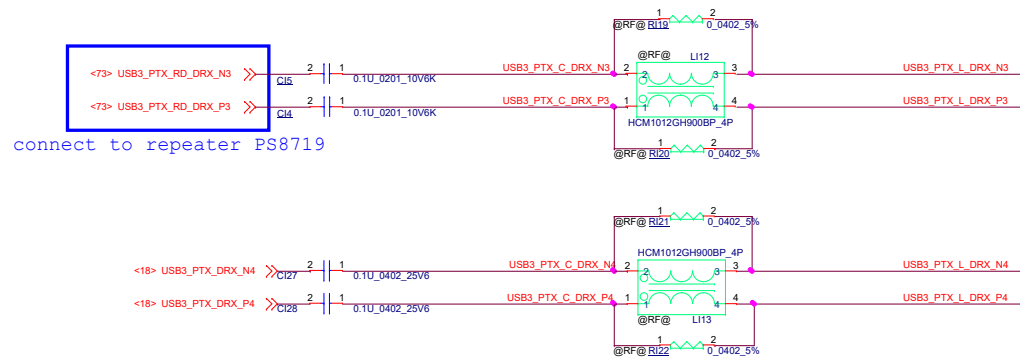 1 2
@RF@ RI19 0_0402_5%
@RF@ LI12
<73> USB3_PTX_RD_DRX_N3 2 1 USB3_PTX_C_DRX_N3 2 2 3 3 USB3_PTX_L_DRX_N3
CI5 0.1U_0201_10V6K
<73> USB3_PTX_RD_DRX_P3 2 1 USB3_PTX_C_DRX_P3 1 1 4 4 USB3_PTX_L_DRX_P3
CI4 0.1U_0201_10V6K
HCM1012GH900BP_4P
connect to repeater PS8719
1 2
@RF@ RI20 0_0402_5%
1 2
@RF@ RI21 0_0402_5%
HCM1012GH900BP_4P
<18> USB3_PTX_DRX_N4 2 1 USB3_PTX_C_DRX_N4 2 2 3 3 USB3_PTX_L_DRX_N4
CI27 0.1U_0402_25V6
<18> USB3_PTX_DRX_P4 2 1 USB3_PTX_C_DRX_P4 1 1 4 4 USB3_PTX_L_DRX_P4
CI28 0.1U_0402_25V6
@RF@ LI13
1 2
@RF@ RI22 0_0402_5%